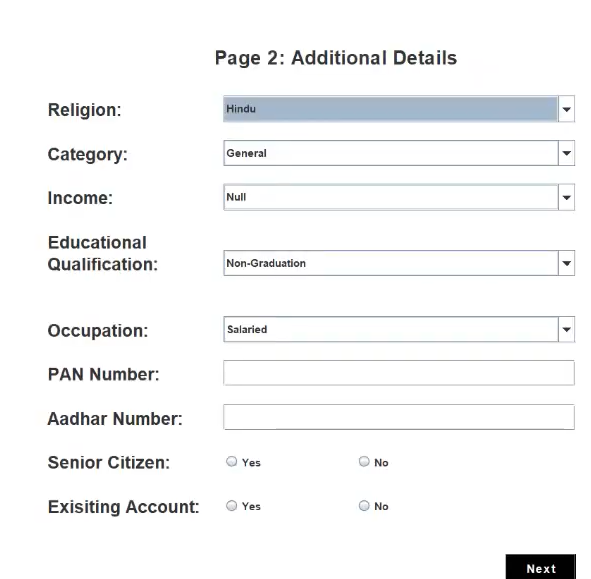 Page 2: Additional Details
Religion: Hindu
Category: General
Income: Null
Educational
Qualification: Non-Graduation
Occupation: Salaried
PAN Number:
Aadhar Number:
Senior Citizen: Yes No
Exisiting Account: Yes No
Next